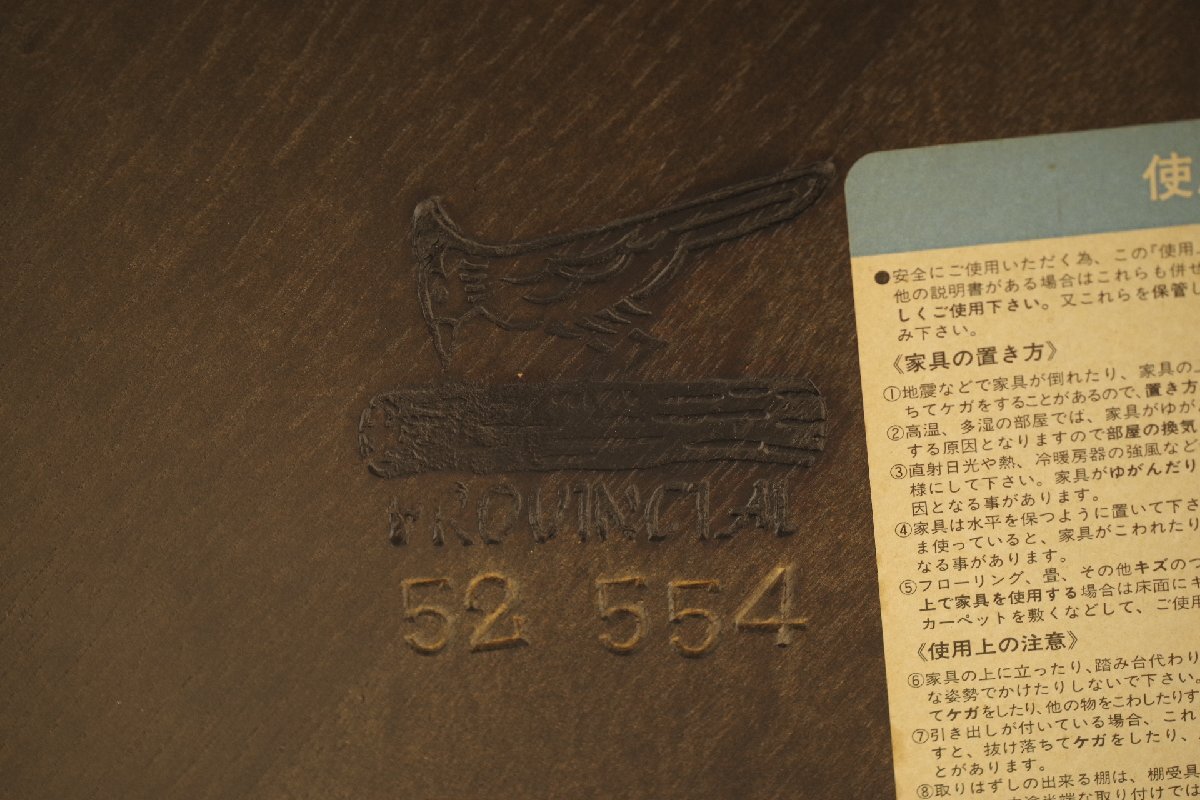 PROVINCIAL
52 554
使
●安全にご使用いただく為、この「使用
他の説明書がある場合はこれらも併せ
しくご使用下さい。又これらを保管し
み下さい。
《家具の置き方》
①地震などで家具が倒れたり、家具の
ちてケガをすることがあるので、置き方
②高温、多湿の部屋では、家具がゆが
する原因となりますので部屋の換気
③直射日光や熱、冷暖房器の強風など
様にして下さい。家具がゆがんだり
因となる事があります。
④家具は水平を保つように置いて下さ
ま使っていると、家具がこわれたり
なる事があります。
⑤フローリング、畳、その他キズのつ
上で家具を使用する場合は床面にキ
カーペットを敷くなどして、ご使用
《使用上の注意》
⑥家具の上に立ったり、踏み台代わり
な姿勢でかけたりしないで下さい。
てケガをしたり、他の物をこわしたりす
⑦引き出しが付いている場合、これ
すと、抜け落ちてケガをしたり、
とがあります。
⑧取りはずしの出来る棚は、棚受具
途半端な取り付けでは